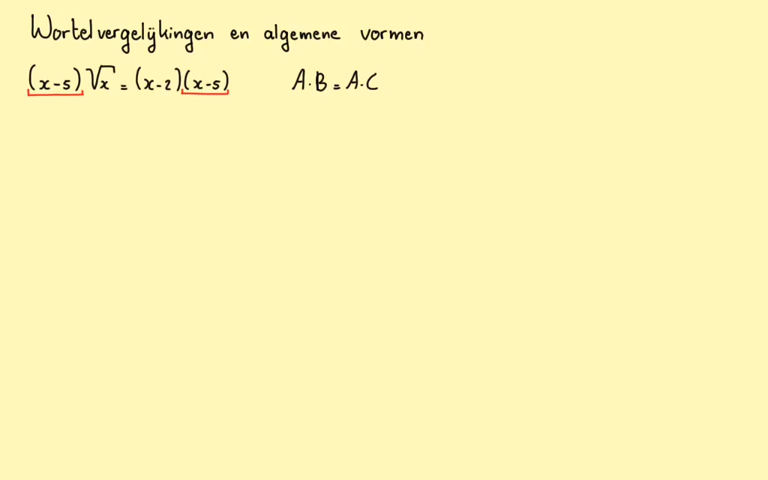 Wortelvergelijkingen en algemene vormen
(x-5)√x = (x-2)(x-5) A·B = A·C